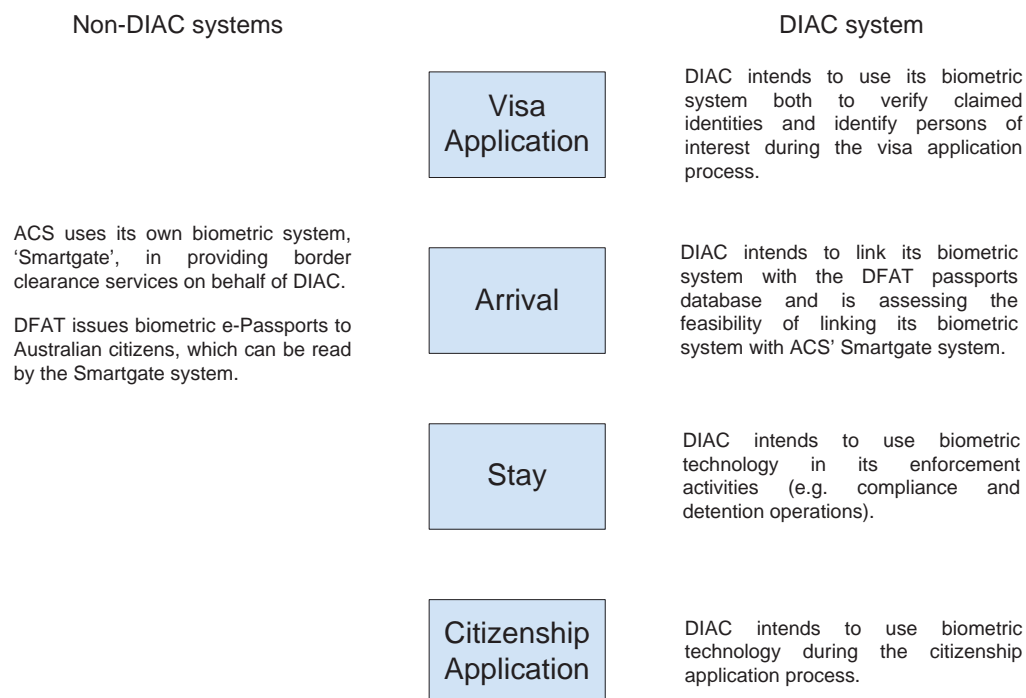 Non-DIAC systems
DIAC system
Visa
Application
DIAC intends to use its biometric
system both to verify claimed
identities and identify persons of
interest during the visa application
process.
ACS uses its own biometric system,
‘Smartgate’, in providing border
clearance services on behalf of DIAC.
DFAT issues biometric e-Passports to
Australian citizens, which can be read
by the Smartgate system.
Arrival
DIAC intends to link its biometric
system with the DFAT passports
database and is assessing the
feasibility of linking its biometric
system with ACS’ Smartgate system.
Stay
DIAC intends to use biometric
technology in its enforcement
activities (e.g. compliance and
detention operations).
Citizenship
Application
DIAC intends to use biometric
technology during the citizenship
application process.